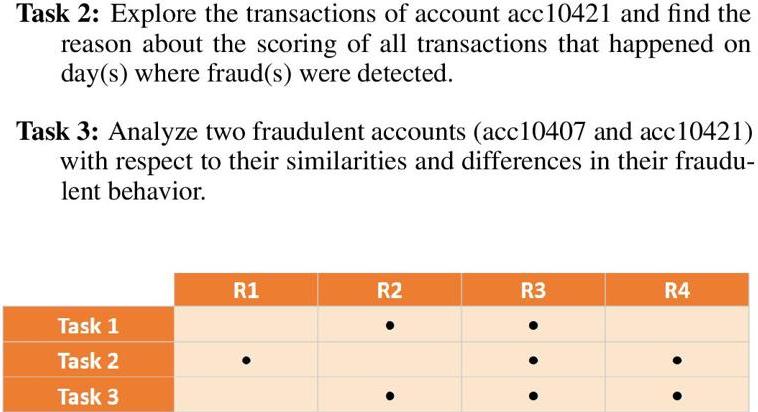 Task 2: Explore the transactions of account acc10421 and find the
reason about the scoring of all transactions that happened on
day(s) where fraud(s) were detected.
Task 3: Analyze two fraudulent accounts (acc10407 and acc10421)
with respect to their similarities and differences in their fraudu-
lent behavior.
R1 R2 R3 R4
Task 1 • •
Task 2 • • •
Task 3 • • •